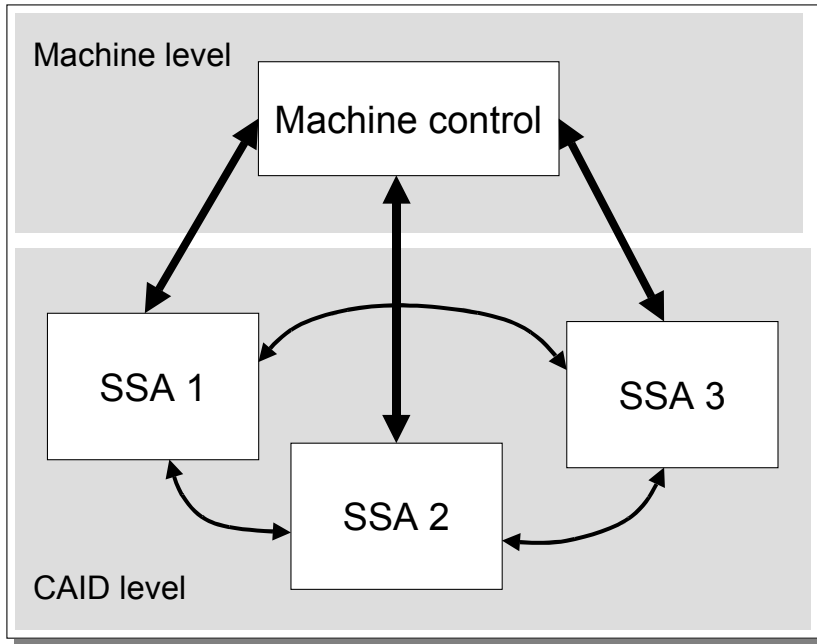 Machine level
Machine control
SSA 1
SSA 3
SSA 2
CAID level